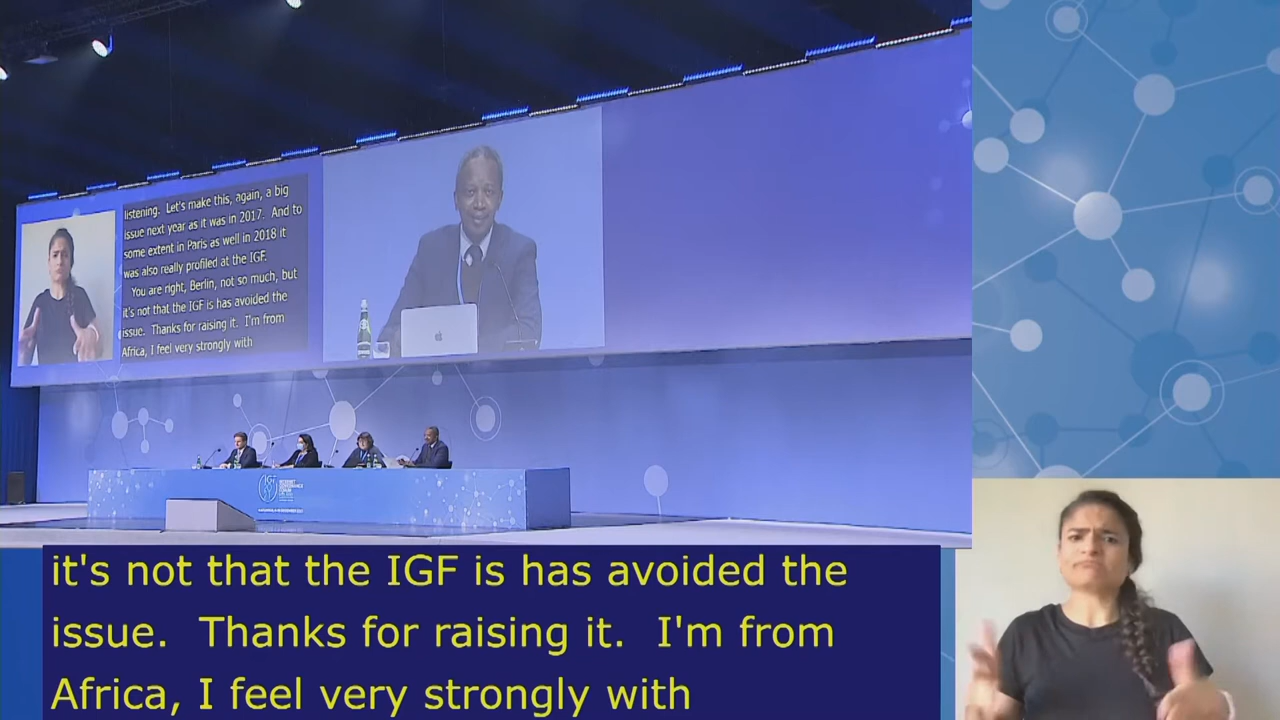 listening. Let's make this, again, a big
issue next year as it was in 2017. And to
some extent in Paris as well in 2018 it
was also really profiled at the IGF.
You are right, Berlin, not so much, but
it's not that the IGF is has avoided the
issue. Thanks for raising it. I'm from
Africa, I feel very strongly with
INTERNET
GOVERNANCE
FORUM
it's not that the IGF is has avoided the
issue. Thanks for raising it. I'm from
Africa, I feel very strongly with